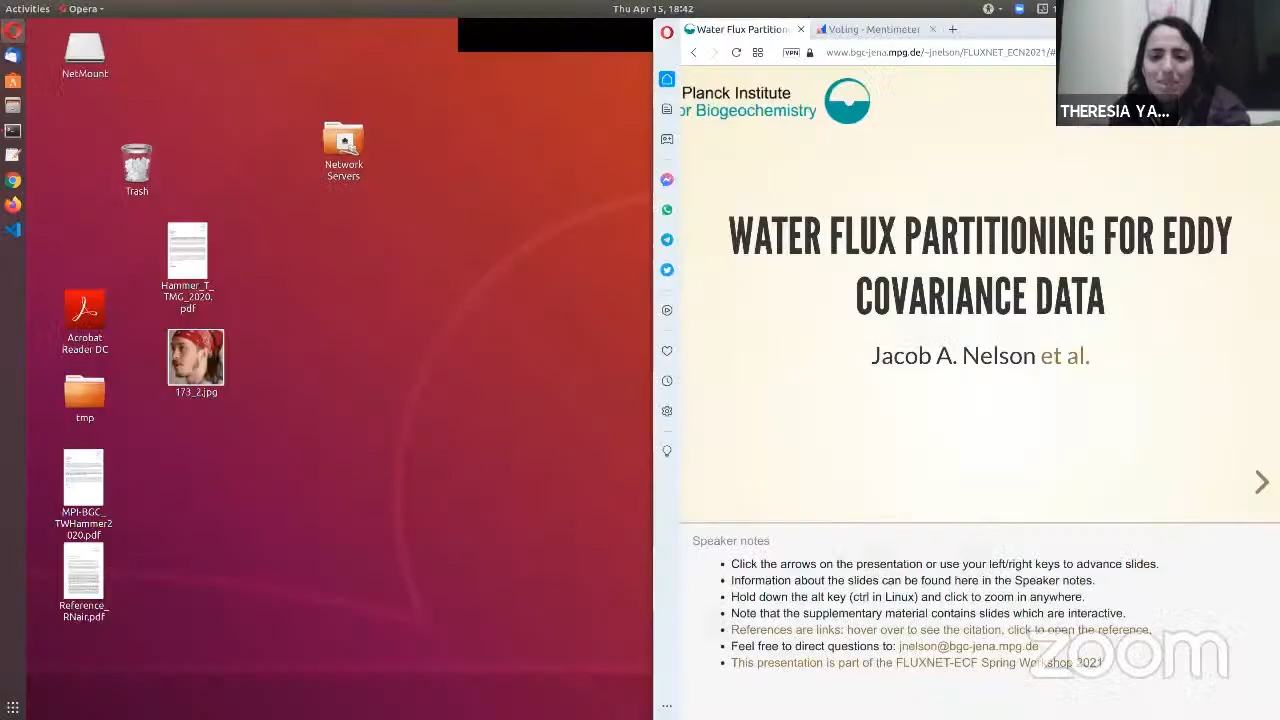 Activities
Opera
Thu Apr 15, 18:42
NetMount
Network
Servers
Trash
Hammer_T_
TMG_2020.
pdf
Acrobat
Reader DC
173_2.jpg
tmp
MPI-BGC_
TWHammer2
020.pdf
Reference_
RNair.pdf
Water Flux Partition
Voting - Mentimeter
VPN
www.bgc-jena.mpg.de/~jnelson/FLUXNET_ECN2021/#
THERESIA YA...
Planck Institute
or Biogeochemistry
WATER FLUX PARTITIONING FOR EDDY
COVARIANCE DATA
Jacob A. Nelson et al.
Speaker notes
• Click the arrows on the presentation or use your left/right keys to advance slides.
• Information about the slides can be found here in the Speaker notes.
• Hold down the alt key (ctrl in Linux) and click to zoom in anywhere.
• Note that the supplementary material contains slides which are interactive.
• References are links: hover over to see the citation, click to open the reference.
• Feel free to direct questions to: jnelson@bgc-jena.mpg.de
• This presentation is part of the FLUXNET-ECF Spring Workshop 2021
zoom